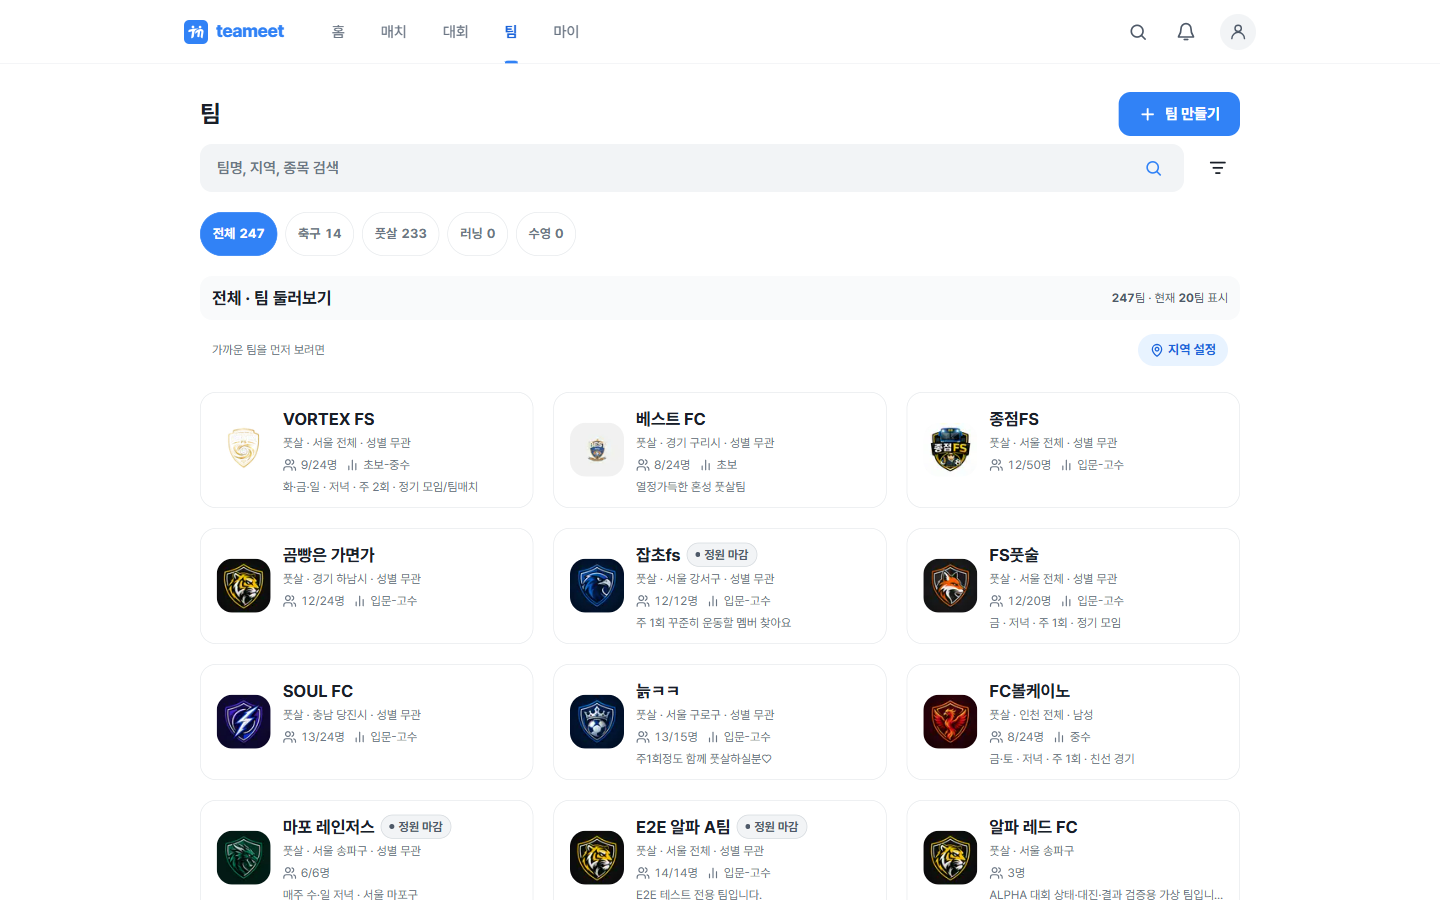 teameet
홈
매치
대회
팀
마이
팀
팀 만들기
팀명, 지역, 종목 검색
전체 247
축구 14
풋살 233
러닝 0
수영 0
전체 · 팀 둘러보기
247팀 · 현재 20팀 표시
가까운 팀을 먼저 보려면
지역 설정
VORTEX FS
풋살 · 서울 전체 · 성별 무관
9/24명 초보-중수
화·금·일 · 저녁 · 주 2회 · 정기 모임/팀매치
베스트 FC
풋살 · 경기 구리시 · 성별 무관
8/24명 초보
열정가득한 혼성 풋살팀
종점FS
종점FS
풋살 · 서울 전체 · 성별 무관
12/50명 입문-고수
곰빵은 가면가
풋살 · 경기 하남시 · 성별 무관
12/24명 입문-고수
잡초fs 정원 마감
풋살 · 서울 강서구 · 성별 무관
12/12명 입문-고수
주 1회 꾸준히 운동할 멤버 찾아요
FS풋술
풋살 · 서울 전체 · 성별 무관
12/20명 입문-고수
금 · 저녁 · 주 1회 · 정기 모임
SOUL FC
풋살 · 충남 당진시 · 성별 무관
13/24명 입문-고수
늙ㅋㅋ
풋살 · 서울 구로구 · 성별 무관
13/15명 입문-고수
주1회정도 함께 풋살하실분♡
FC볼케이노
풋살 · 인천 전체 · 남성
8/24명 중수
금·토 · 저녁 · 주 1회 · 친선 경기
마포 레인저스 정원 마감
풋살 · 서울 송파구 · 성별 무관
6/6명
매주 수·일 저녁 · 서울 마포구
E2E 알파 A팀 정원 마감
풋살 · 서울 전체 · 성별 무관
14/14명 입문-고수
E2E 테스트 전용 팀입니다.
알파 레드 FC
풋살 · 서울 송파구
3명
ALPHA 대회 상태·대진·결과 검증용 가상 팀입니...